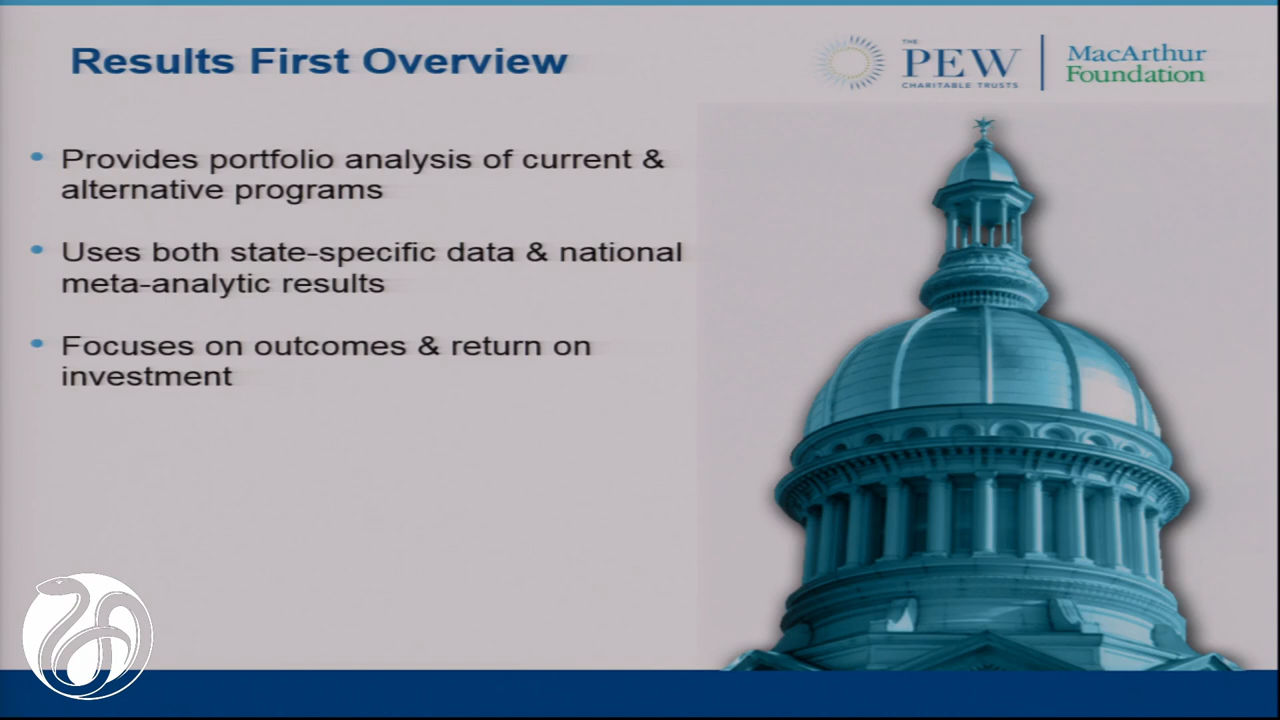 Results First Overview
THE
PEW
CHARITABLE TRUSTS
MacArthur
Foundation
• Provides portfolio analysis of current &
alternative programs
• Uses both state-specific data & national
meta-analytic results
• Focuses on outcomes & return on
investment